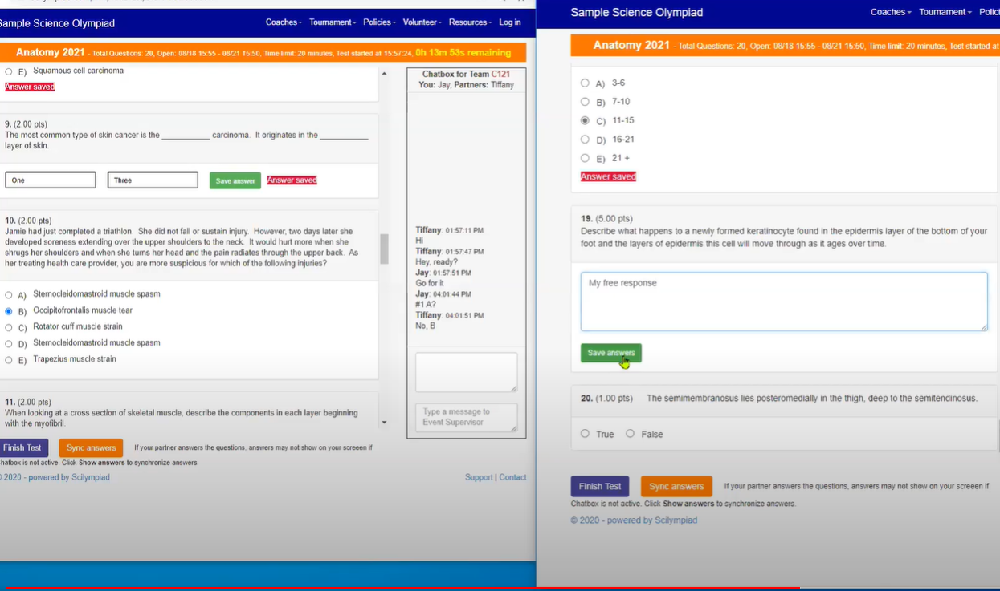 Sample Science Olympiad
Coaches Tournament Policies Volunteer Resources Log in
Anatomy 2021 - Total Questions: 20, Open: 08/18 15:55 - 08/21 15:50, Time limit: 20 minutes, Test started at 15:57:24, 0h 13m 53s remaining
E) Squamous cell carcinoma
Answer saved
9. (2.00 pts)
The most common type of skin cancer is the __________ carcinoma. It originates in the __________
layer of skin.
One Three Save answer Answer saved
10. (2.00 pts)
Jamie had just completed a triathlon. She did not fall or sustain injury. However, two days later she
developed soreness extending over the upper shoulders to the neck. It would hurt more when she
shrugs her shoulders and when she turns her head and the pain radiates through the upper back. As
her treating health care provider, you are more suspicious for which of the following injuries?
A) Sternocleidomastroid muscle spasm
B) Occipitofrontalis muscle tear
C) Rotator cuff muscle strain
D) Sternocleidomastroid muscle spasm
E) Trapezius muscle strain
11. (2.00 pts)
When looking at a cross section of skeletal muscle, describe the components in each layer beginning
with the myofibril.
Finish Test Sync answers If your partner answers the questions, answers may not show on your screeen if
hatbox is not active. Click Show answers to synchronize answers.
2020 - powered by Scilympiad
Support | Contact
Chatbox for Team C121
You: Jay, Partners: Tiffany
Tiffany: 01:57:11 PM
Hi
Tiffany: 01:57:47 PM
Hey, ready?
Jay: 01:57:51 PM
Go for it
Jay: 04:01:44 PM
#1 A?
Tiffany: 04:01:51 PM
No, B
Type a message to
Event Supervisor
Sample Science Olympiad
Coaches Tournament Polici
Anatomy 2021 - Total Questions: 20, Open: 08/18 15:55 - 08/21 15:50, Time limit: 20 minutes, Test started at
A) 3-6
B) 7-10
C) 11-15
D) 16-21
E) 21 +
Answer saved
19. (5.00 pts)
Describe what happens to a newly formed keratinocyte found in the epidermis layer of the bottom of your
foot and the layers of epidermis this cell will move through as it ages over time.
My free response
Save answers
20. (1.00 pts) The semimembranosus lies posteromedially in the thigh, deep to the semitendinosus.
True False
Finish Test Sync answers If your partner answers the questions, answers may not show on your screeen if
Chatbox is not active. Click Show answers to synchronize answers.
© 2020 - powered by Scilympiad